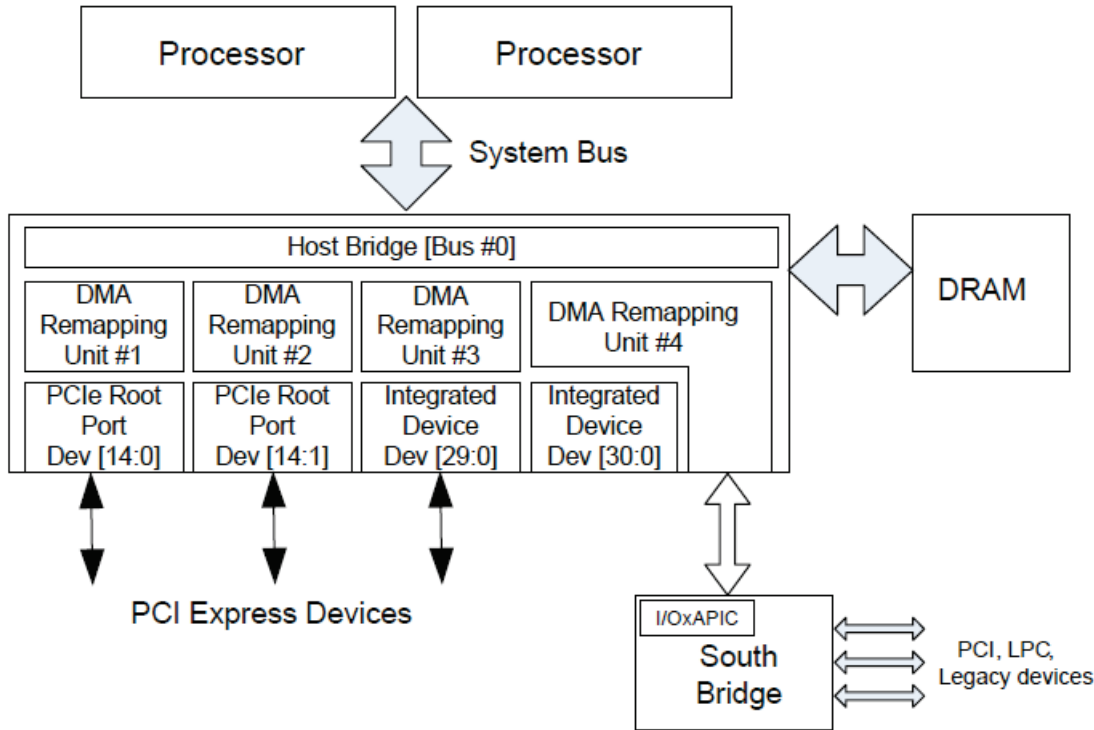 Processor
Processor
System Bus
Host Bridge [Bus #0]
DRAM
DMA
Remapping
Unit #1
DMA
Remapping
Unit #2
DMA
Remapping
Unit #3
DMA Remapping
Unit #4
PCIe Root
Port
Dev [14:0]
PCIe Root
Port
Dev [14:1]
Integrated
Device
Dev [29:0]
Integrated
Device
Dev [30:0]
PCI Express Devices
I/OxAPIC
South
Bridge
PCI, LPC,
Legacy devices